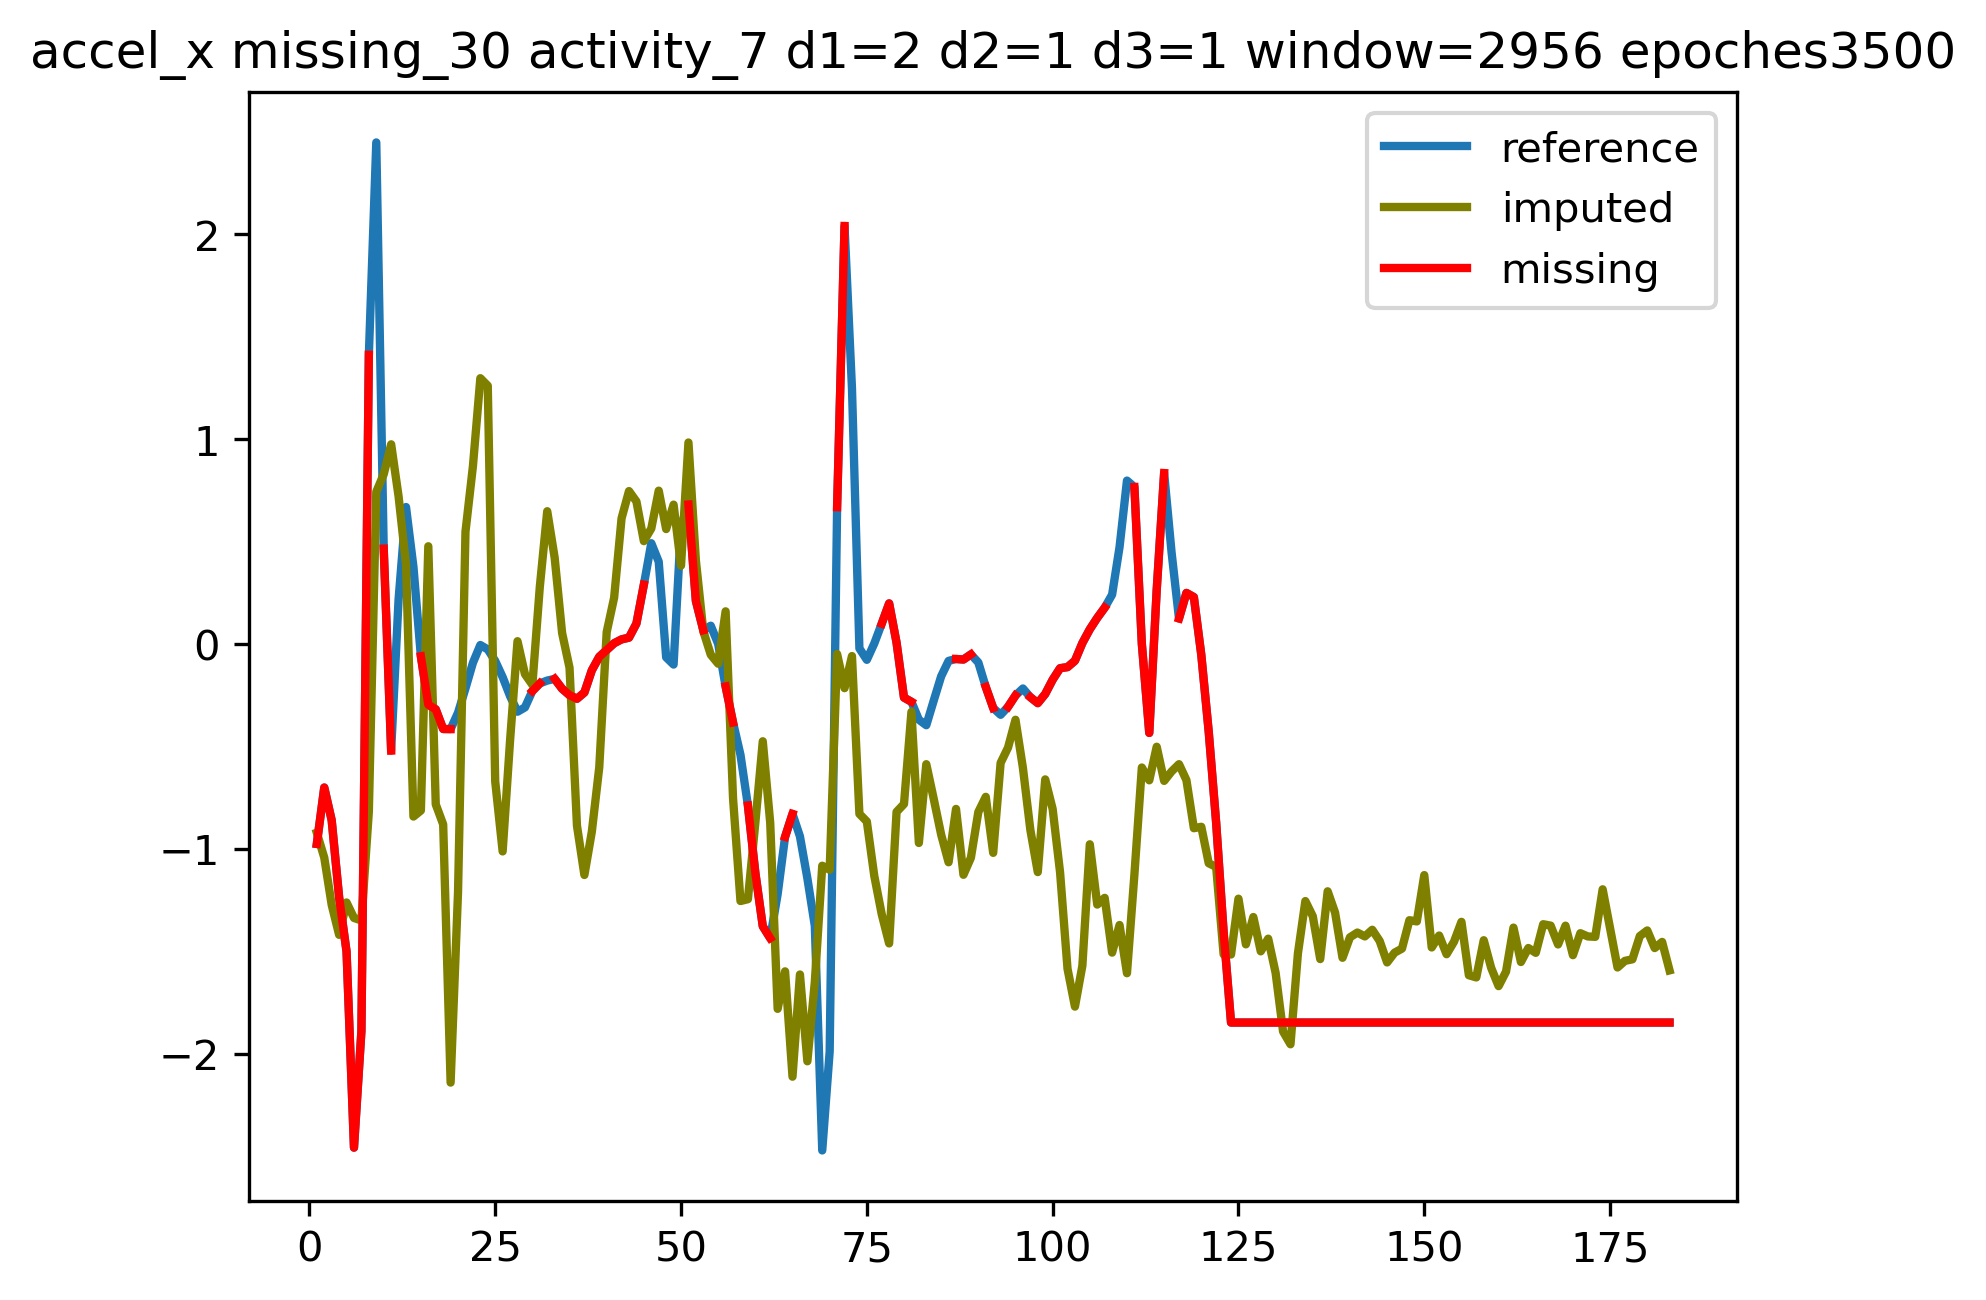 accel_x missing_30 activity_7 d1=2 d2=1 d3=1 window=2956 epoches3500
reference
imputed
missing
2
1
0
−1
−2
0 25 50 75 100 125 150 175